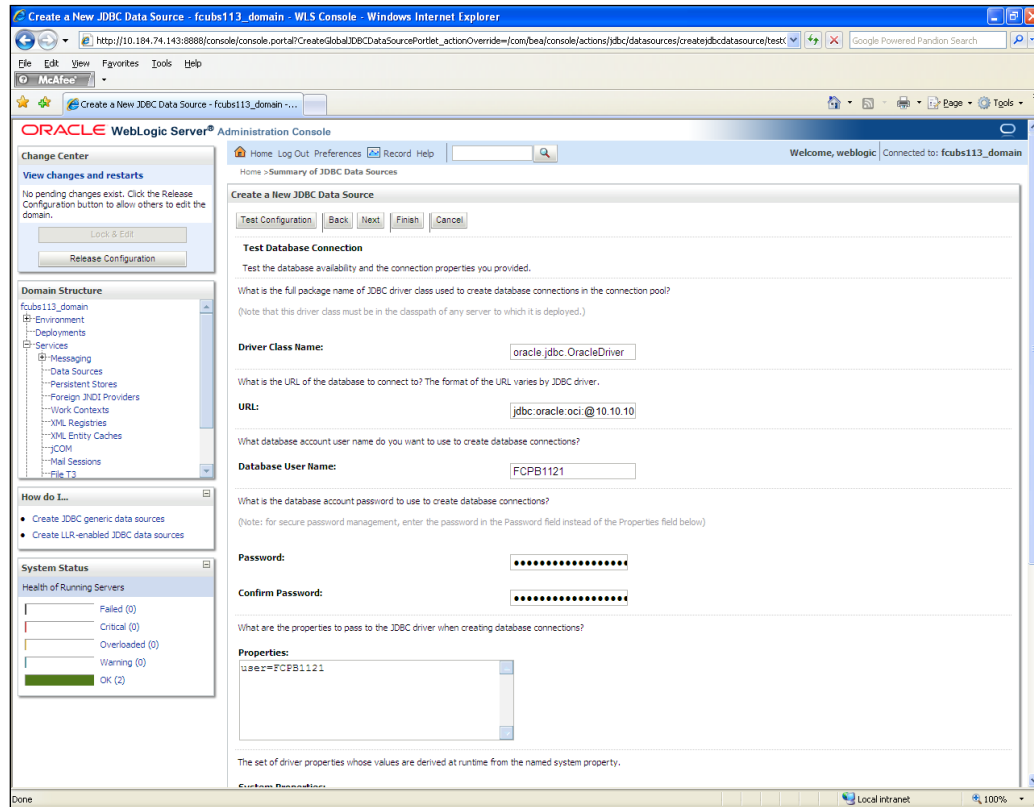 Create a New JDBC Data Source - fcubs113_domain - WLS Console - Windows Internet Explorer
http://10.184.74.143:8888/console/console.portal?CreateGlobalJDBCDataSourcePortlet_actionOverride=/com/bea/console/actions/jdbc/datasources/createjdbcdatasource/test(
Google Powered Pandion Search
File Edit View Favorites Tools Help
McAfee
Create a New JDBC Data Source - fcubs113_domain -...
Page Tools
ORACLE WebLogic Server® Administration Console
Change Center
View changes and restarts
No pending changes exist. Click the Release
Configuration button to allow others to edit the
domain.
Lock & Edit
Release Configuration
Domain Structure
fcubs113_domain
Environment
Deployments
Services
Messaging
Data Sources
Persistent Stores
Foreign JNDI Providers
Work Contexts
XML Registries
XML Entity Caches
jCOM
Mail Sessions
File T3
How do I...
Create JDBC generic data sources
Create LLR-enabled JDBC data sources
System Status
Health of Running Servers
Failed (0)
Critical (0)
Overloaded (0)
Warning (0)
OK (2)
Home Log Out Preferences Record Help
Welcome, weblogic Connected to: fcubs113_domain
Home >Summary of JDBC Data Sources
Create a New JDBC Data Source
Test Configuration Back Next Finish Cancel
Test Database Connection
Test the database availability and the connection properties you provided.
What is the full package name of JDBC driver class used to create database connections in the connection pool?
(Note that this driver class must be in the classpath of any server to which it is deployed.)
Driver Class Name: oracle.jdbc.OracleDriver
What is the URL of the database to connect to? The format of the URL varies by JDBC driver.
URL: jdbc:oracle:oci:@10.10.10
What database account user name do you want to use to create database connections?
Database User Name: FCPB1121
What is the database account password to use to create database connections?
(Note: for secure password management, enter the password in the Password field instead of the Properties field below)
Password: ••••••••••••••••••
Confirm Password: ••••••••••••••••••
What are the properties to pass to the JDBC driver when creating database connections?
Properties:
user=FCPB1121
The set of driver properties whose values are derived at runtime from the named system property.
System Properties:
Done
Local intranet
100%